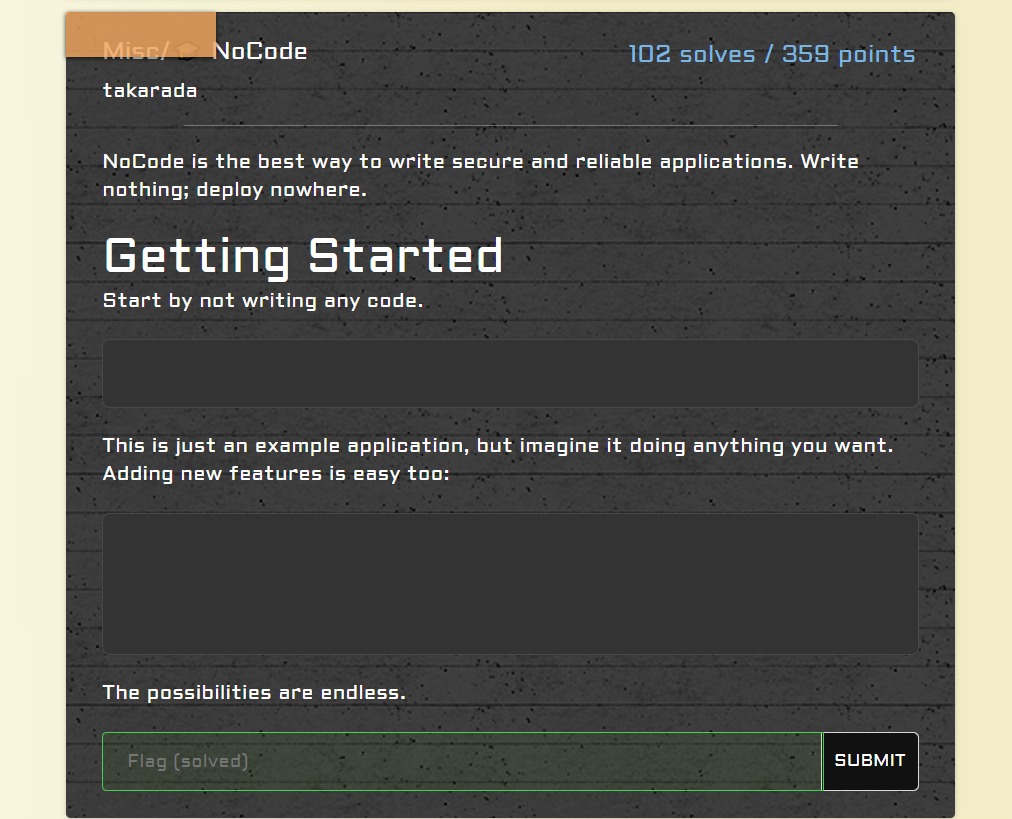 Misc/ NoCode
102 solves / 359 points
takarada
NoCode is the best way to write secure and reliable applications. Write
nothing; deploy nowhere.
Getting Started
Start by not writing any code.
This is just an example application, but imagine it doing anything you want.
Adding new features is easy too:
The possibilities are endless.
Flag (solved)
SUBMIT